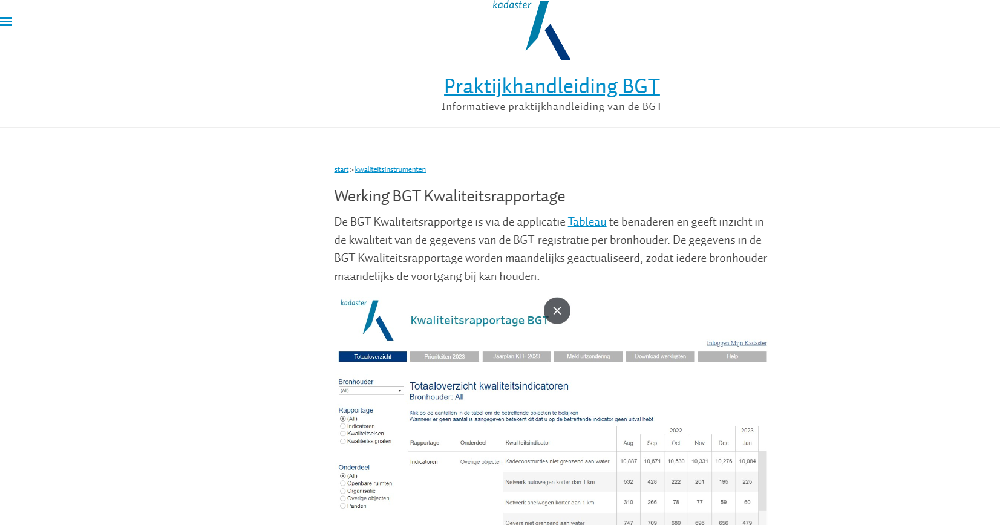 kadaster
Praktijkhandleiding BGT
Informatieve praktijkhandleiding van de BGT
start > kwaliteitsinstrumenten
Werking BGT Kwaliteitsrapportage
De BGT Kwaliteitsrapportge is via de applicatie Tableau te benaderen en geeft inzicht in
de kwaliteit van de gegevens van de BGT-registratie per bronhouder. De gegevens in de
BGT Kwaliteitsrapportage worden maandelijks geactualiseerd, zodat iedere bronhouder
maandelijks de voortgang bij kan houden.
kadaster
Kwaliteitsrapportage BGT
Inloggen Mijn Kadaster
Totaaloverzicht Prioriteiten 2023 Jaarplan KTH 2023 Meld uitzondering Download werklijsten Help
Bronhouder
(All)
Rapportage
(All)
Indicatoren
Kwaliteitseisen
Kwaliteitssignalen
Onderdeel
(All)
Openbare ruimten
Organisatie
Overige objecten
Panden
Totaaloverzicht kwaliteitsindicatoren
Bronhouder: All
Klik op de aantallen in de tabel om de betreffende objecten te bekijken
Wanneer er geen aantal is aangegeven betekent dit dat u op de betreffende indicator geen uitval hebt
2022 2023
Rapportage Onderdeel Kwaliteitsindicator Aug Sep Oct Nov Dec Jan
Indicatoren Overige objecten Kadeconstructies niet grenzend aan water 10,887 10,671 10,530 10,331 10,276 10,084
Netwerk autowegen korter dan 1 km 532 428 222 201 195 225
Netwerk snelwegen korter dan 1 km 310 266 78 77 59 60
Oevers niet grenzend aan water 747 709 689 696 656 479